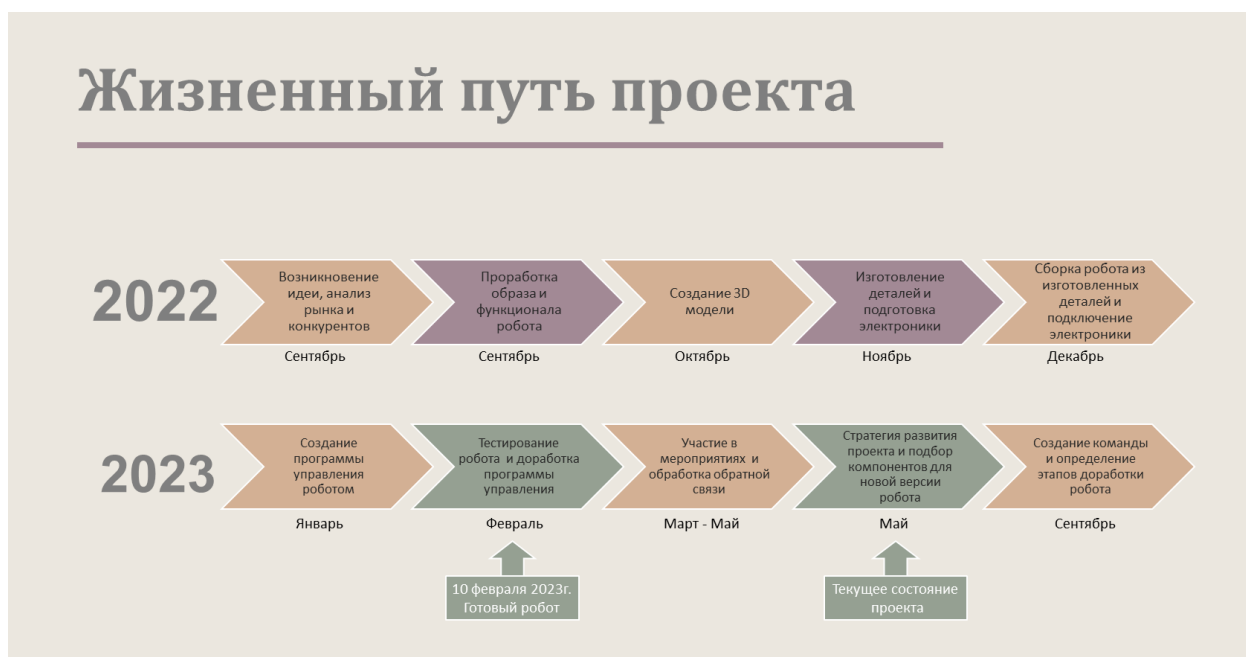 Жизненный путь проекта
2022
Возникновение
идеи, анализ
рынка и
конкурентов
Сентябрь
Проработка
образа и
функционала
робота
Сентябрь
Создание 3D
модели
Октябрь
Изготовление
деталей и
подготовка
электроники
Ноябрь
Сборка робота из
изготовленных
деталей и
подключение
электроники
Декабрь
2023
Создание
программы
управления
роботом
Январь
Тестирование
робота и доработка
программы
управления
Февраль
10 февраля 2023г.
Готовый робот
Участие в
мероприятиях и
обработка обратной
связи
Март - Май
Стратегия развития
проекта и подбор
компонентов для
новой версии
робота
Май
Текущее состояние
проекта
Создание команды
и определение
этапов доработки
робота
Сентябрь